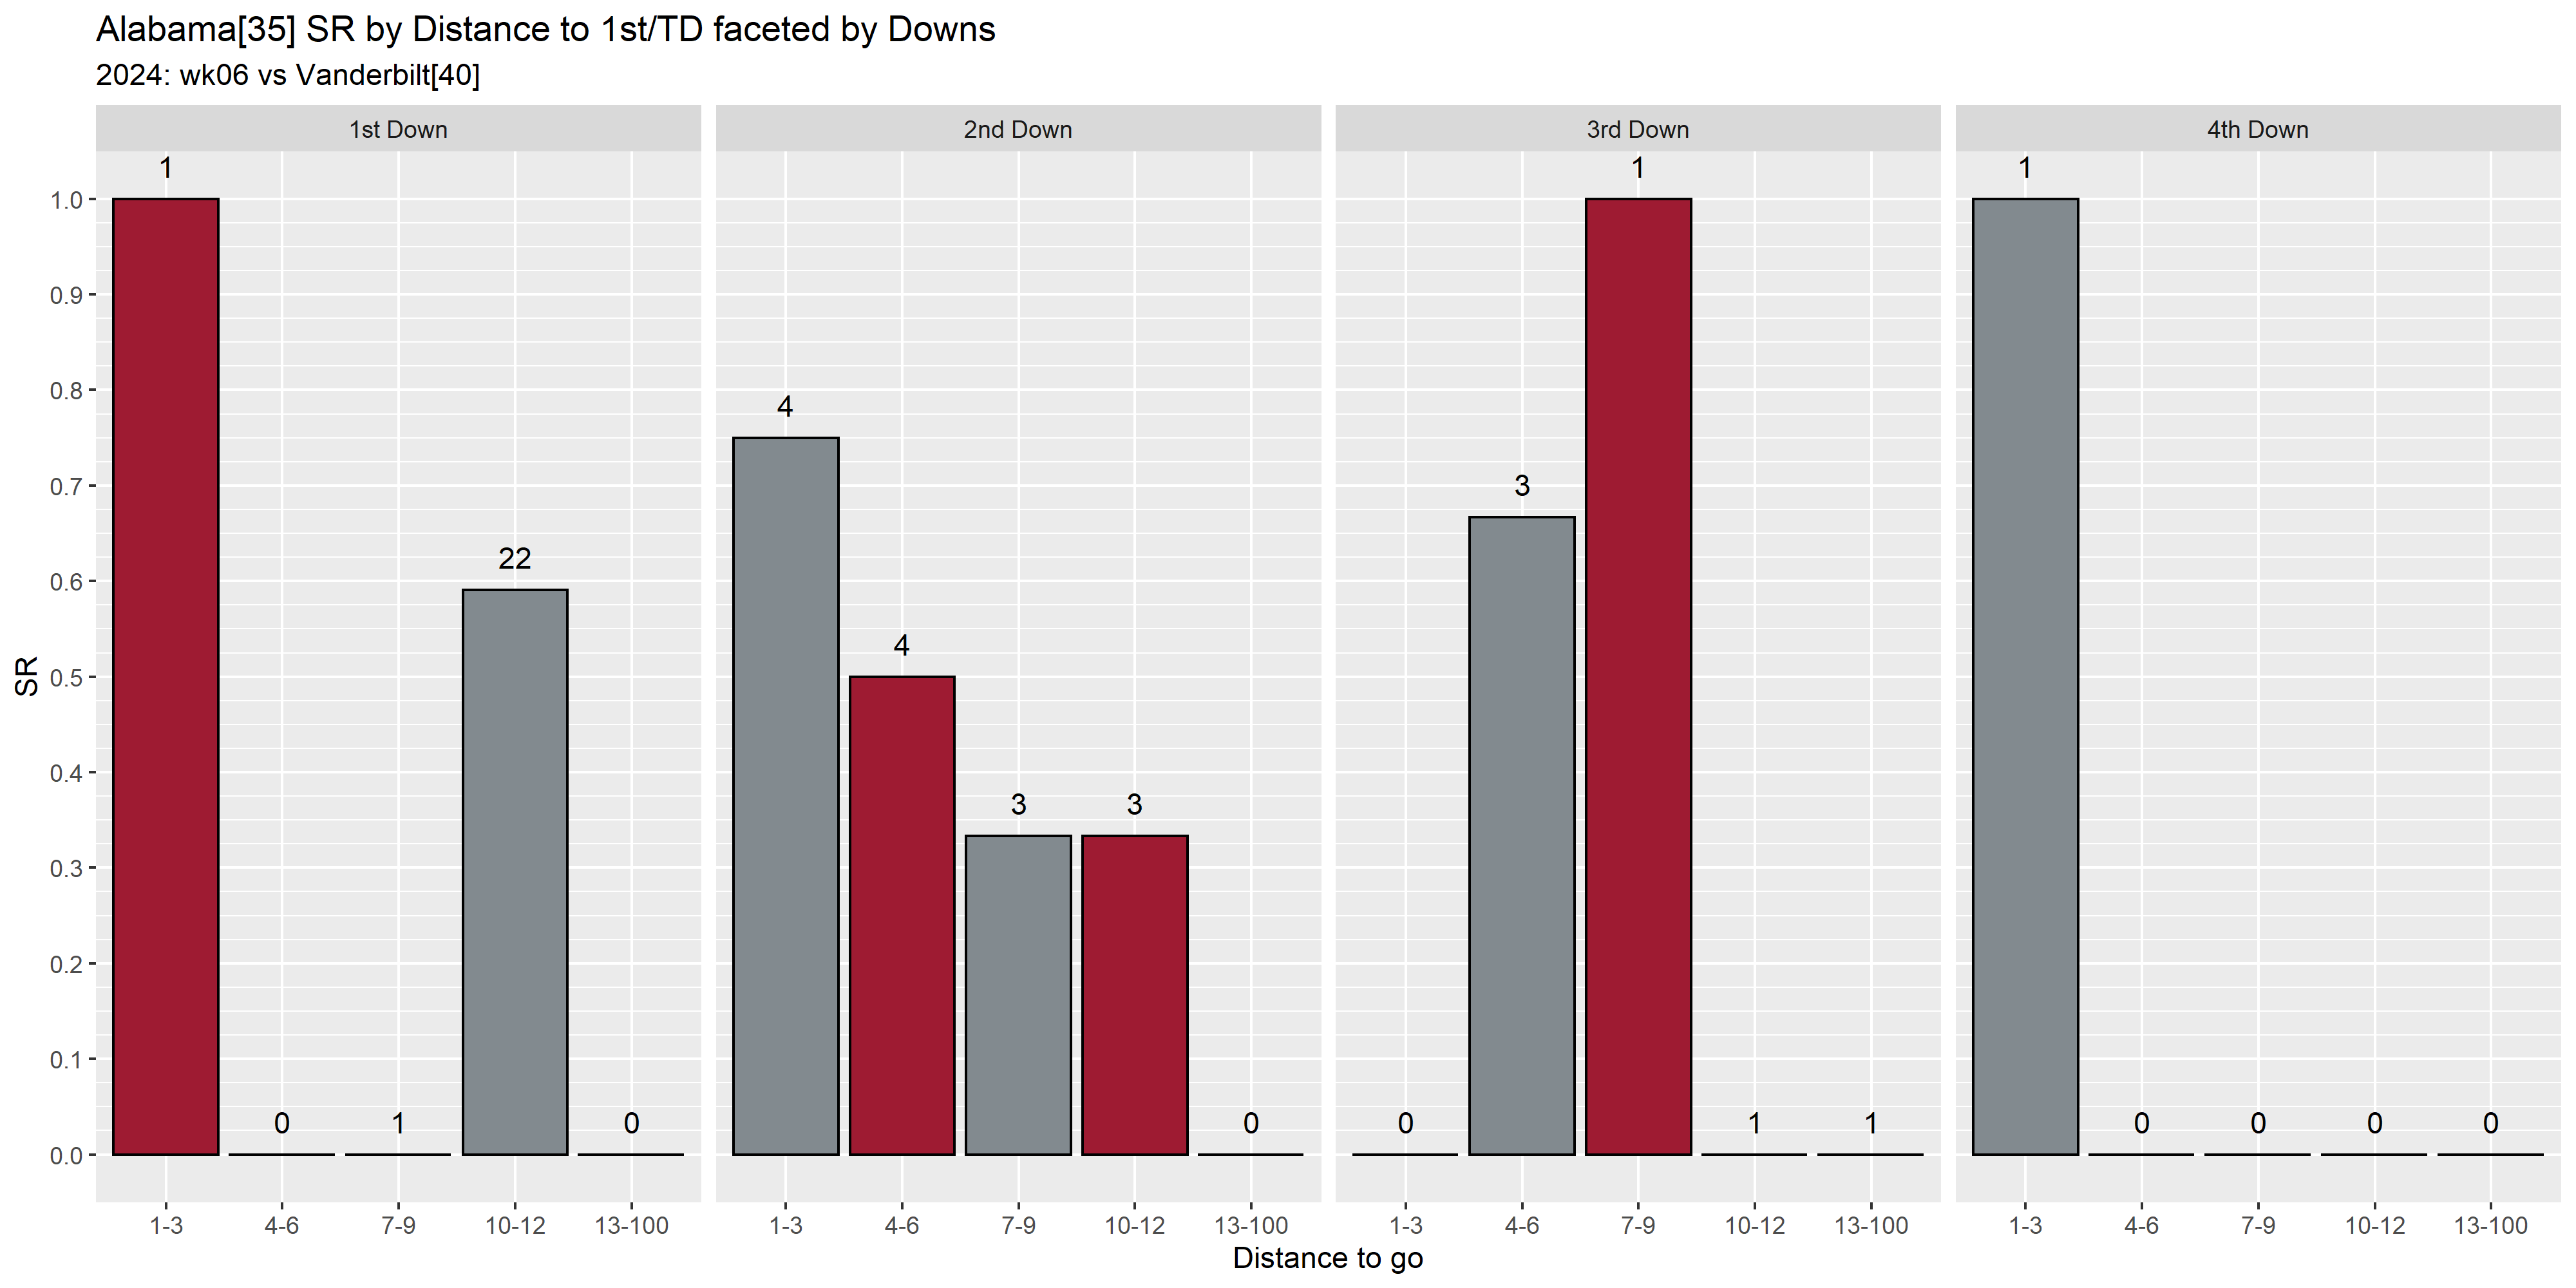 Alabama[35] SR by Distance to 1st/TD faceted by Downs
2024: wk06 vs Vanderbilt[40]
1st Down 2nd Down 3rd Down 4th Down
SR
1.0
0.9
0.8
0.7
0.6
0.5
0.4
0.3
0.2
0.1
0.0
1 0 1 22 0
4 4 3 3 0
0 3 1 1 1
1 0 0 0 0
1-3 4-6 7-9 10-12 13-100 1-3 4-6 7-9 10-12 13-100 1-3 4-6 7-9 10-12 13-100 1-3 4-6 7-9 10-12 13-100
Distance to go